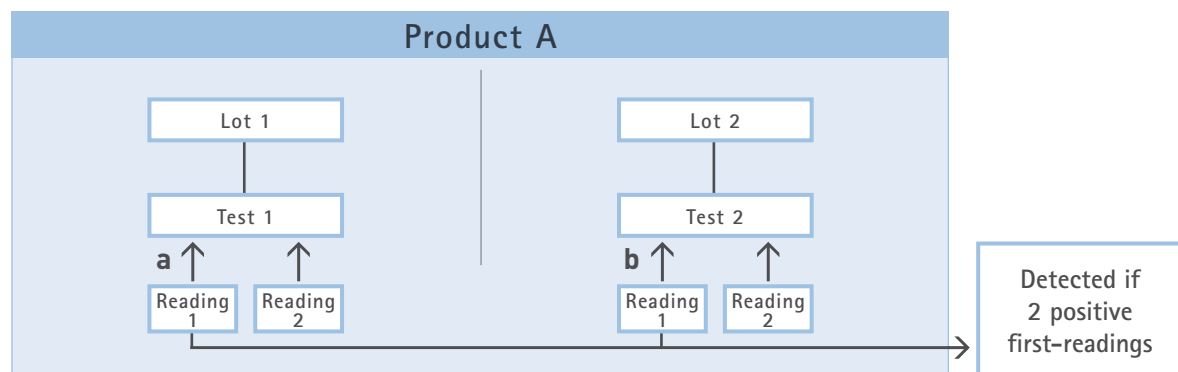 Product A
Lot 1
Lot 2
Test 1
Test 2
a
b
Reading
1
Reading
2
Reading
1
Reading
2
Detected if
2 positive
first-readings